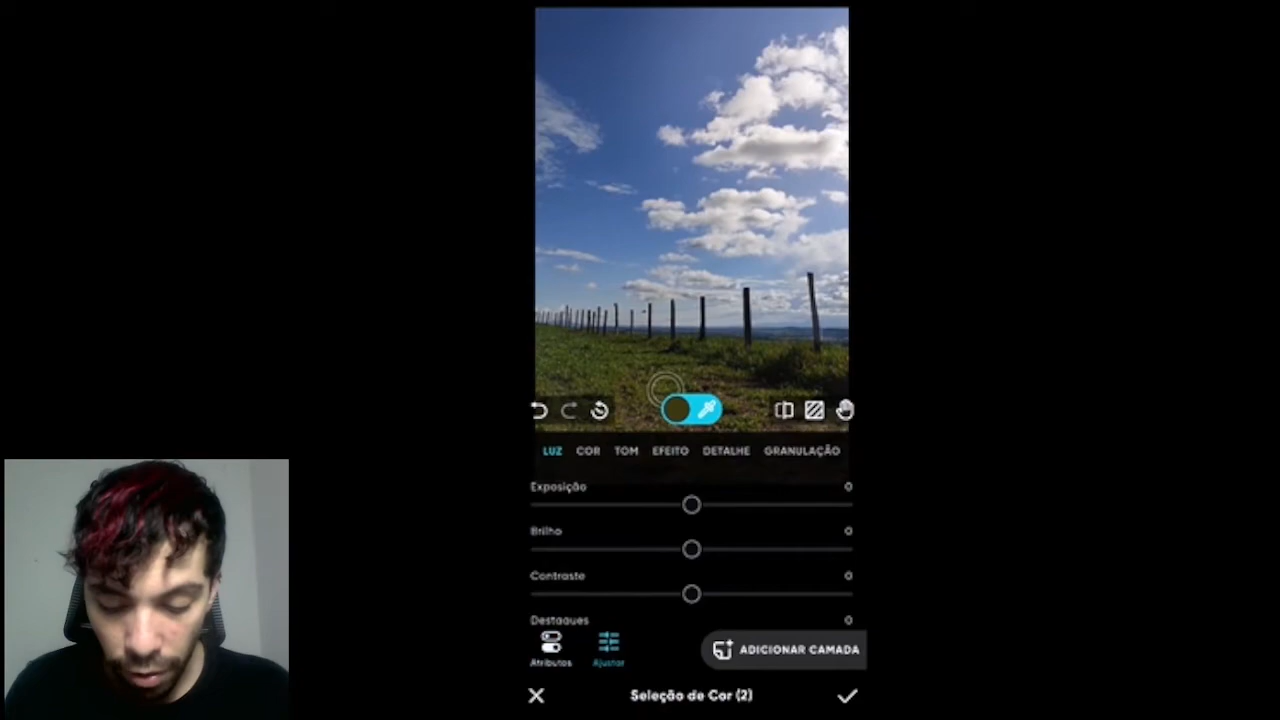 LUZ COR TOM EFEITO DETALHE GRANULAÇÃO
Exposição 0
Brilho 0
Contraste 0
Destaques 0
Atributos Ajustar ADICIONAR CAMADA
Seleção de Cor (2)